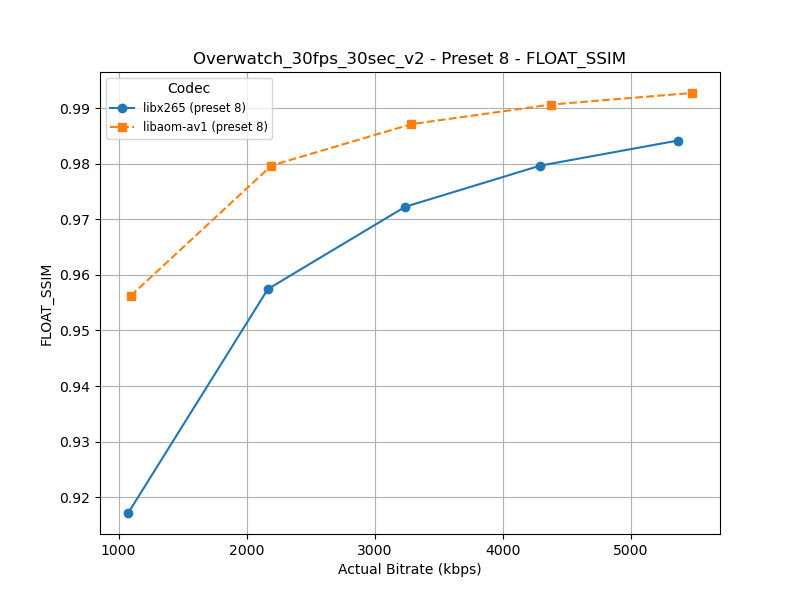 Overwatch_30fps_30sec_v2 - Preset 8 - FLOAT_SSIM
Codec
libx265 (preset 8)
libaom-av1 (preset 8)
FLOAT_SSIM
0.99
0.98
0.97
0.96
0.95
0.94
0.93
0.92
1000 2000 3000 4000 5000
Actual Bitrate (kbps)